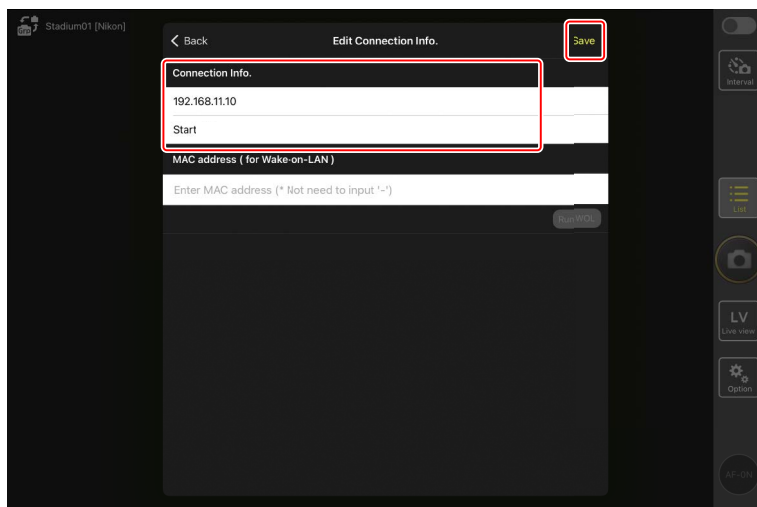 Grp Stadium01 [Nikon]
Back
Edit Connection Info.
Save
Connection Info.
192.168.11.10
Start
MAC address ( for Wake-on-LAN )
Enter MAC address (* Not need to input '-')
Run WOL
Interval
List
LV
Live view
Option
AF-ON